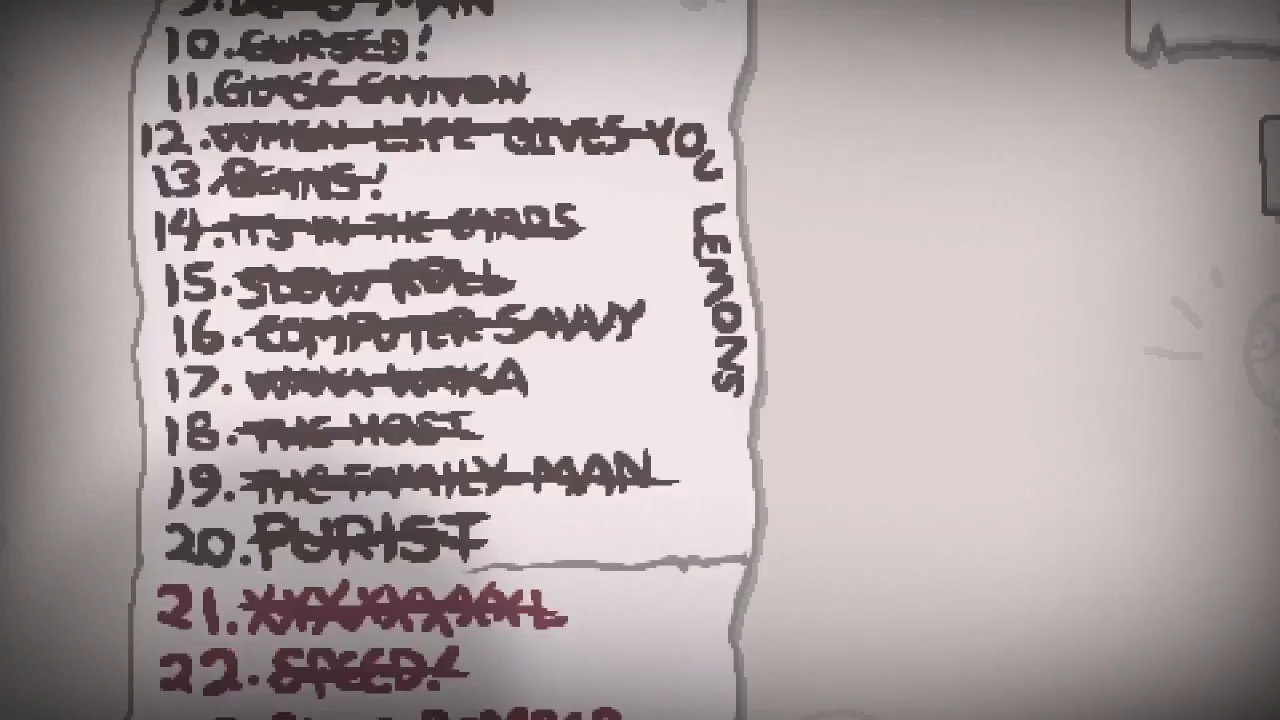 10. CURSED!
11. GLASS CANNON
12. WHEN LIFE GIVES YOU LEMONS
13. BEANS!
14. ITS IN THE CARDS
15. SLOW ROLL
16. COMPUTER SAVVY
17. WAKA WAKA
18. THE HOST
19. THE FAMILY MAN
20. PURIST
21.
22. SPEED!